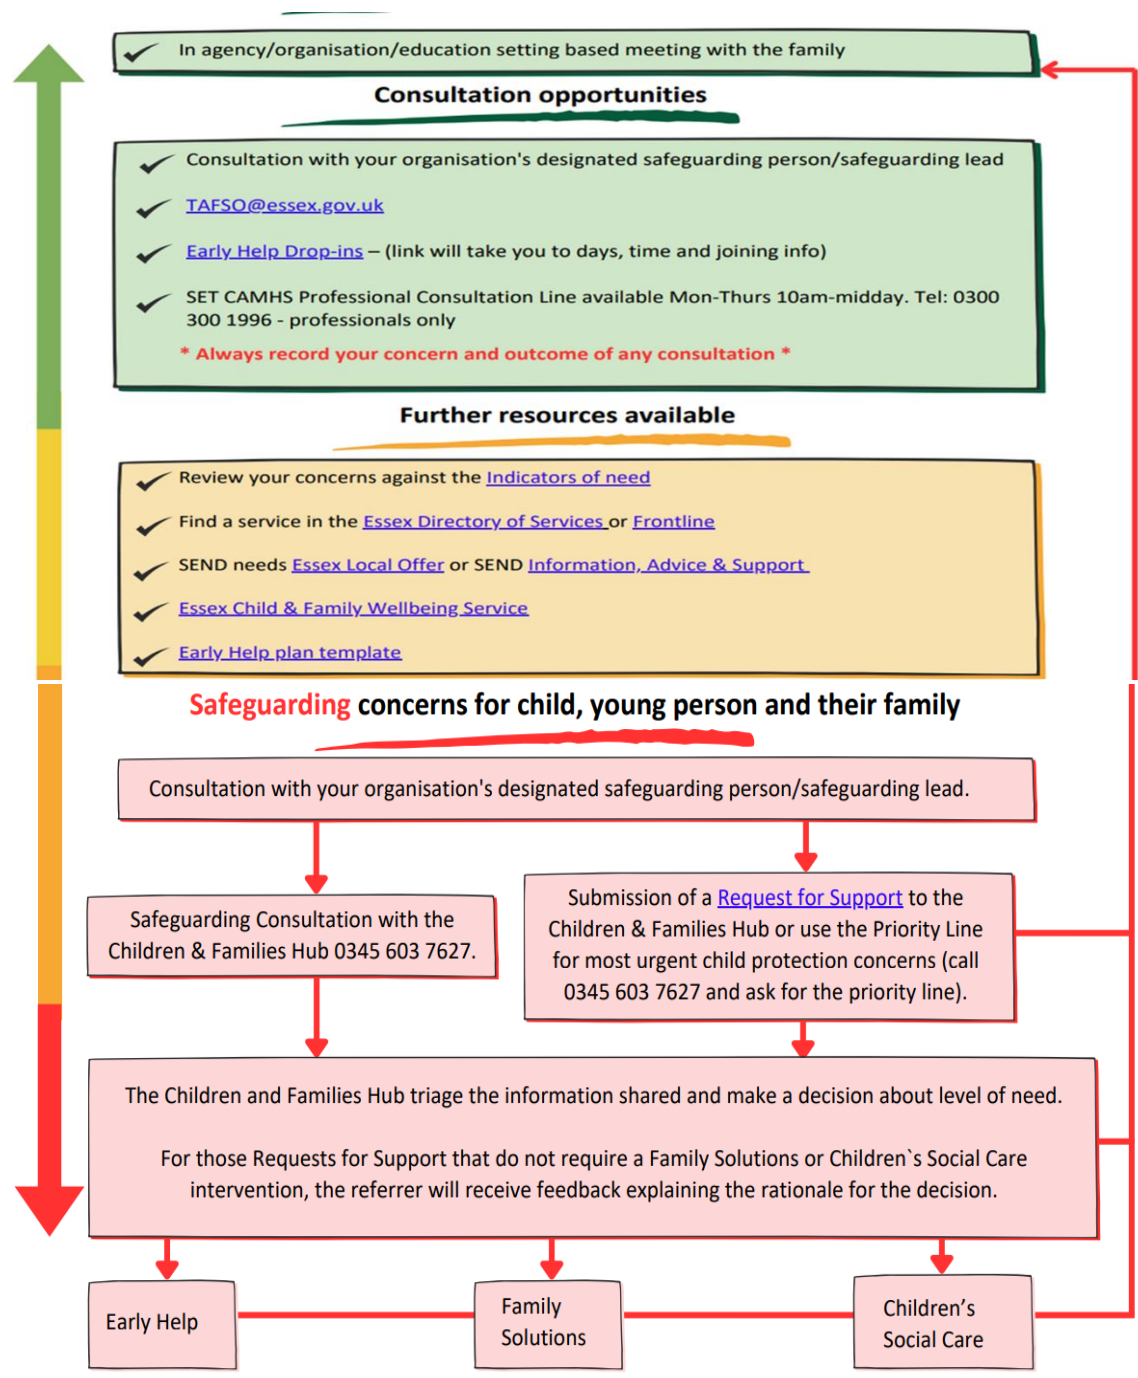 In agency/organisation/education setting based meeting with the family
Consultation opportunities
Consultation with your organisation's designated safeguarding person/safeguarding lead
TAFSO@essex.gov.uk
Early Help Drop-ins – (link will take you to days, time and joining info)
SET CAMHS Professional Consultation Line available Mon-Thurs 10am-midday. Tel: 0300
300 1996 - professionals only
* Always record your concern and outcome of any consultation *
Further resources available
Review your concerns against the Indicators of need
Find a service in the Essex Directory of Services or Frontline
SEND needs Essex Local Offer or SEND Information, Advice & Support
Essex Child & Family Wellbeing Service
Early Help plan template
Safeguarding concerns for child, young person and their family
Consultation with your organisation's designated safeguarding person/safeguarding lead.
Safeguarding Consultation with the
Children & Families Hub 0345 603 7627.
Submission of a Request for Support to the
Children & Families Hub or use the Priority Line
for most urgent child protection concerns (call
0345 603 7627 and ask for the priority line).
The Children and Families Hub triage the information shared and make a decision about level of need.
For those Requests for Support that do not require a Family Solutions or Children`s Social Care
intervention, the referrer will receive feedback explaining the rationale for the decision.
Early Help
Family
Solutions
Children’s
Social Care